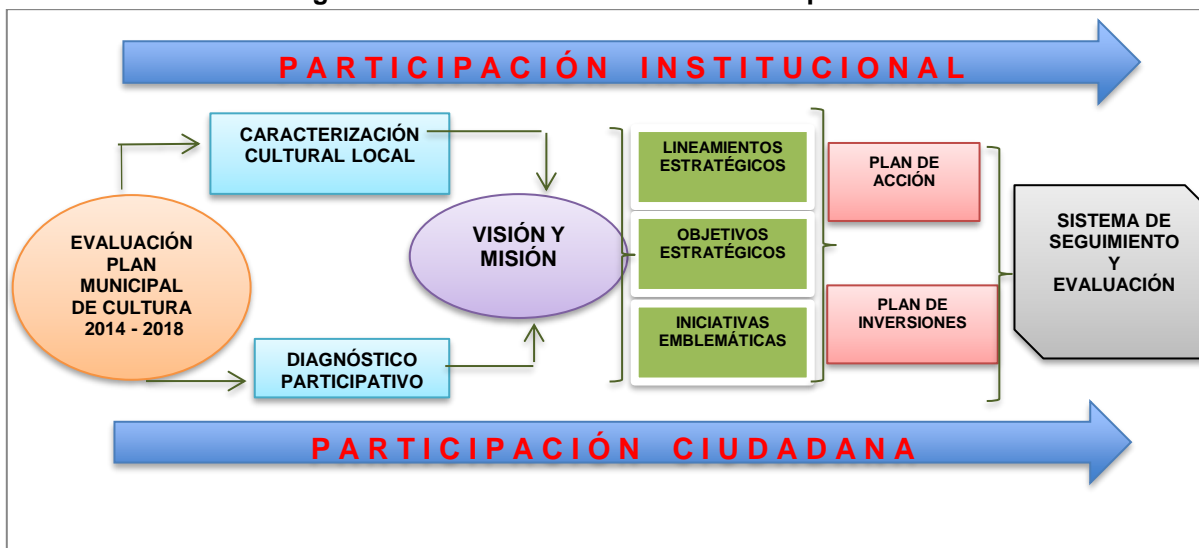 PARTICIPACIÓN INSTITUCIONAL
CARACTERIZACIÓN
CULTURAL LOCAL
EVALUACIÓN
PLAN
MUNICIPAL
DE CULTURA
2014 - 2018
DIAGNÓSTICO
PARTICIPATIVO
VISIÓN Y
MISIÓN
LINEAMIENTOS
ESTRATÉGICOS
OBJETIVOS
ESTRATÉGICOS
INICIATIVAS
EMBLEMÁTICAS
PLAN DE
ACCIÓN
PLAN DE
INVERSIONES
SISTEMA DE
SEGUIMIENTO
Y
EVALUACIÓN
PARTICIPACIÓN CIUDADANA